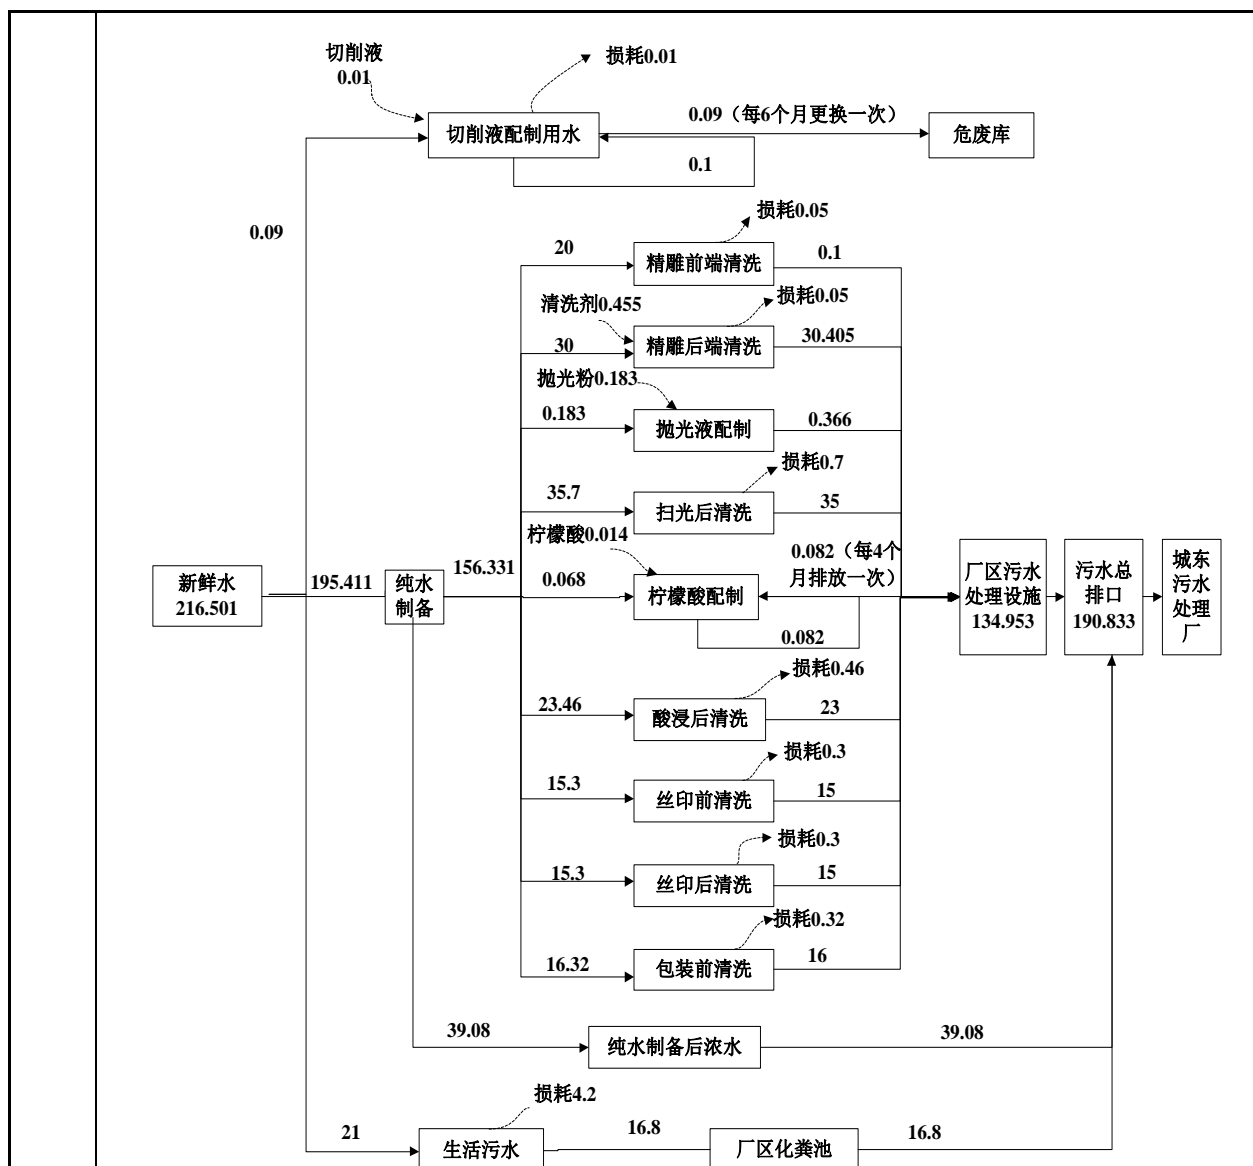 切削液
0.01
损耗0.01
切削液配制用水
0.09（每6个月更换一次）
危废库
0.1
0.09
损耗0.05
20
精雕前端清洗
0.1
清洗剂0.455
损耗0.05
30
精雕后端清洗
30.405
抛光粉0.183
0.183
抛光液配制
0.366
损耗0.7
35.7
扫光后清洗
35
柠檬酸0.014
0.082（每4个
月排放一次）
新鲜水
216.501
195.411
纯水
制备
156.331
0.068
柠檬酸配制
0.082
厂区污水
处理设施
134.953
污水总
排口
190.833
城东
污水
处理
厂
损耗0.46
23.46
酸浸后清洗
23
损耗0.3
15.3
丝印前清洗
15
损耗0.3
15.3
丝印后清洗
15
损耗0.32
16.32
包装前清洗
16
39.08
纯水制备后浓水
39.08
损耗4.2
21
生活污水
16.8
厂区化粪池
16.8